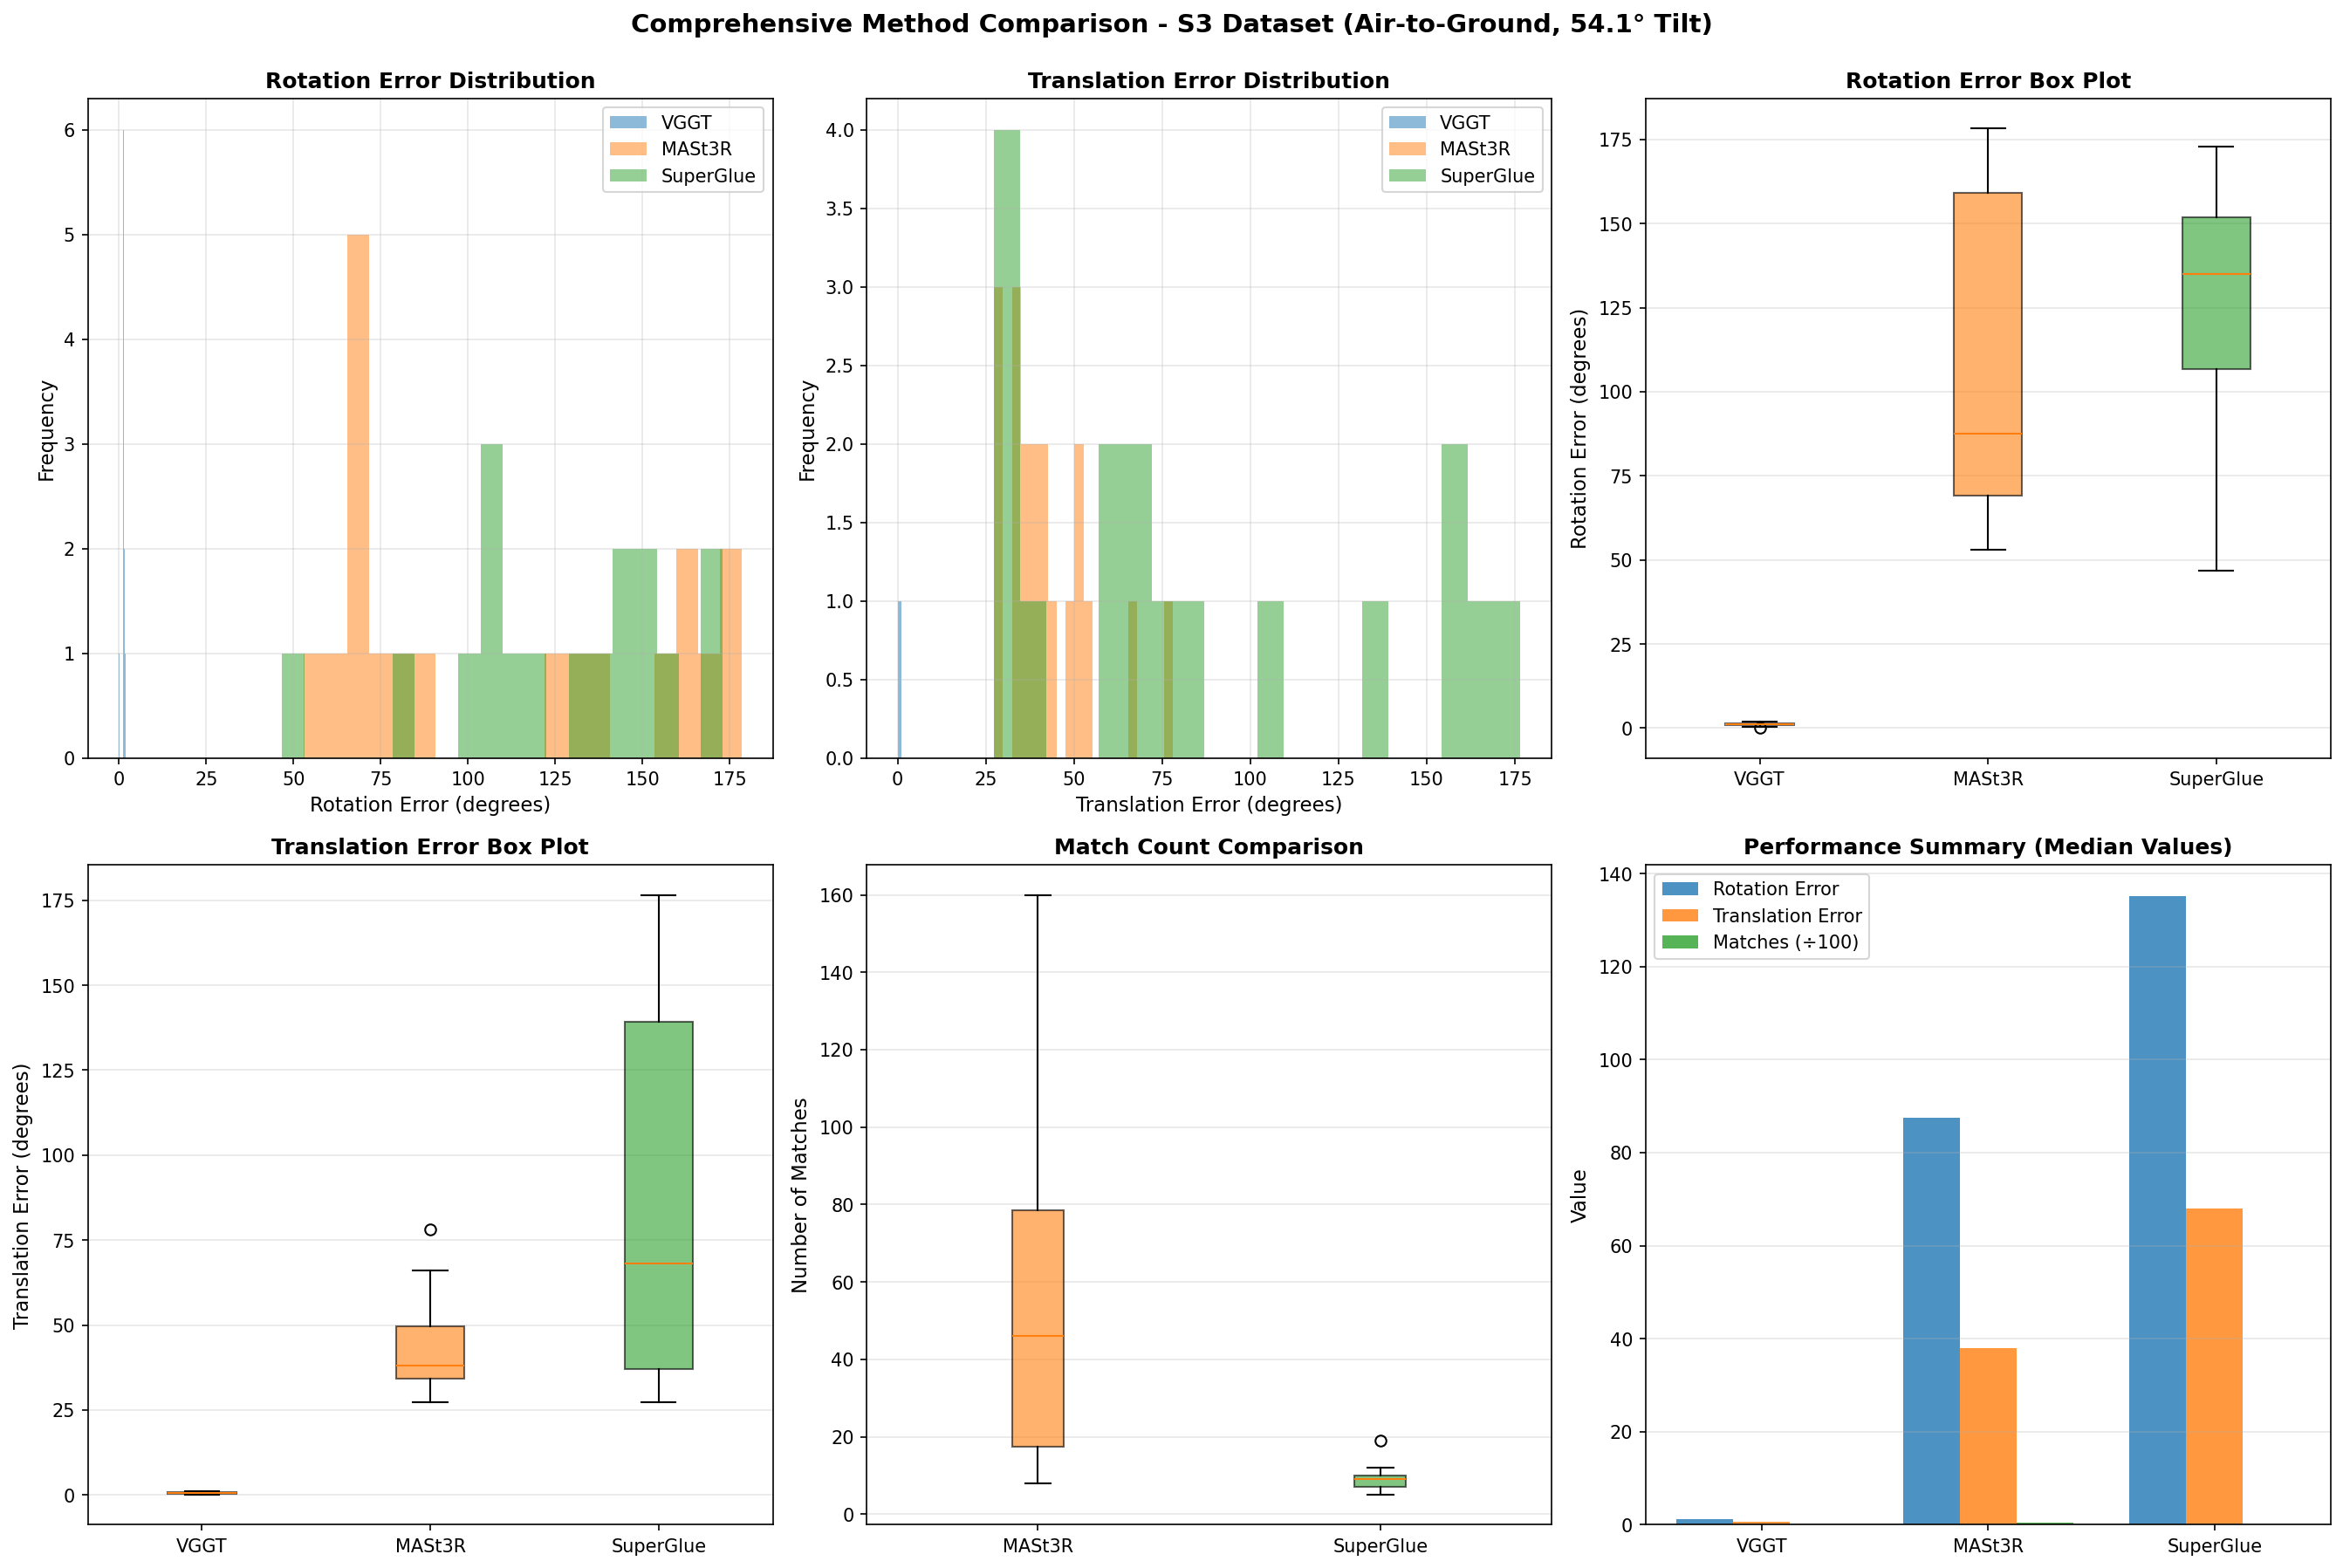 Comprehensive Method Comparison - S3 Dataset (Air-to-Ground, 54.1° Tilt)
Rotation Error Distribution
6
5
4
3
2
1
0
Frequency
0 25 50 75 100 125 150 175
Rotation Error (degrees)
VGGT
MASt3R
SuperGlue
Translation Error Distribution
4.0
3.5
3.0
2.5
2.0
1.5
1.0
0.5
0.0
Frequency
0 25 50 75 100 125 150 175
Translation Error (degrees)
VGGT
MASt3R
SuperGlue
Rotation Error Box Plot
175
150
125
100
75
50
25
0
Rotation Error (degrees)
VGGT MASt3R SuperGlue
Translation Error Box Plot
175
150
125
100
75
50
25
0
Translation Error (degrees)
VGGT MASt3R SuperGlue
Match Count Comparison
160
140
120
100
80
60
40
20
0
Number of Matches
MASt3R SuperGlue
Performance Summary (Median Values)
140
120
100
80
60
40
20
0
Value
Rotation Error
Translation Error
Matches (÷100)
VGGT MASt3R SuperGlue